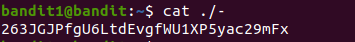 bandit1@bandit:~$ cat ./-
263JGJPfgU6LtdEvgfWU1XP5yac29mFx